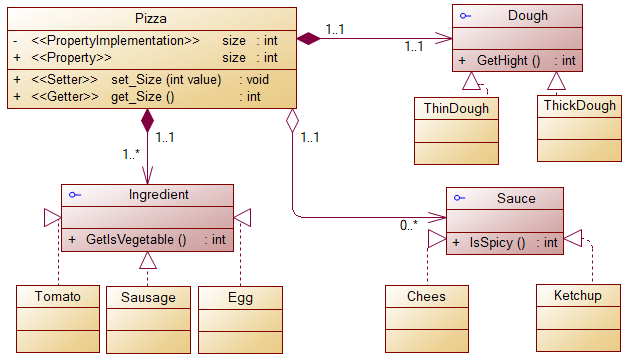 Pizza
- <<PropertyImplementation>> size : int
+ <<Property>> size : int
+ <<Setter>> set_Size (int value) : void
+ <<Getter>> get_Size () : int
1..1
1..1
Dough
+ GetHight () : int
ThinDough
ThickDough
1..1
1..*
1..1
0..*
Ingredient
+ GetIsVegetable () : int
Sauce
+ IsSpicy () : int
Tomato
Sausage
Egg
Chees
Ketchup